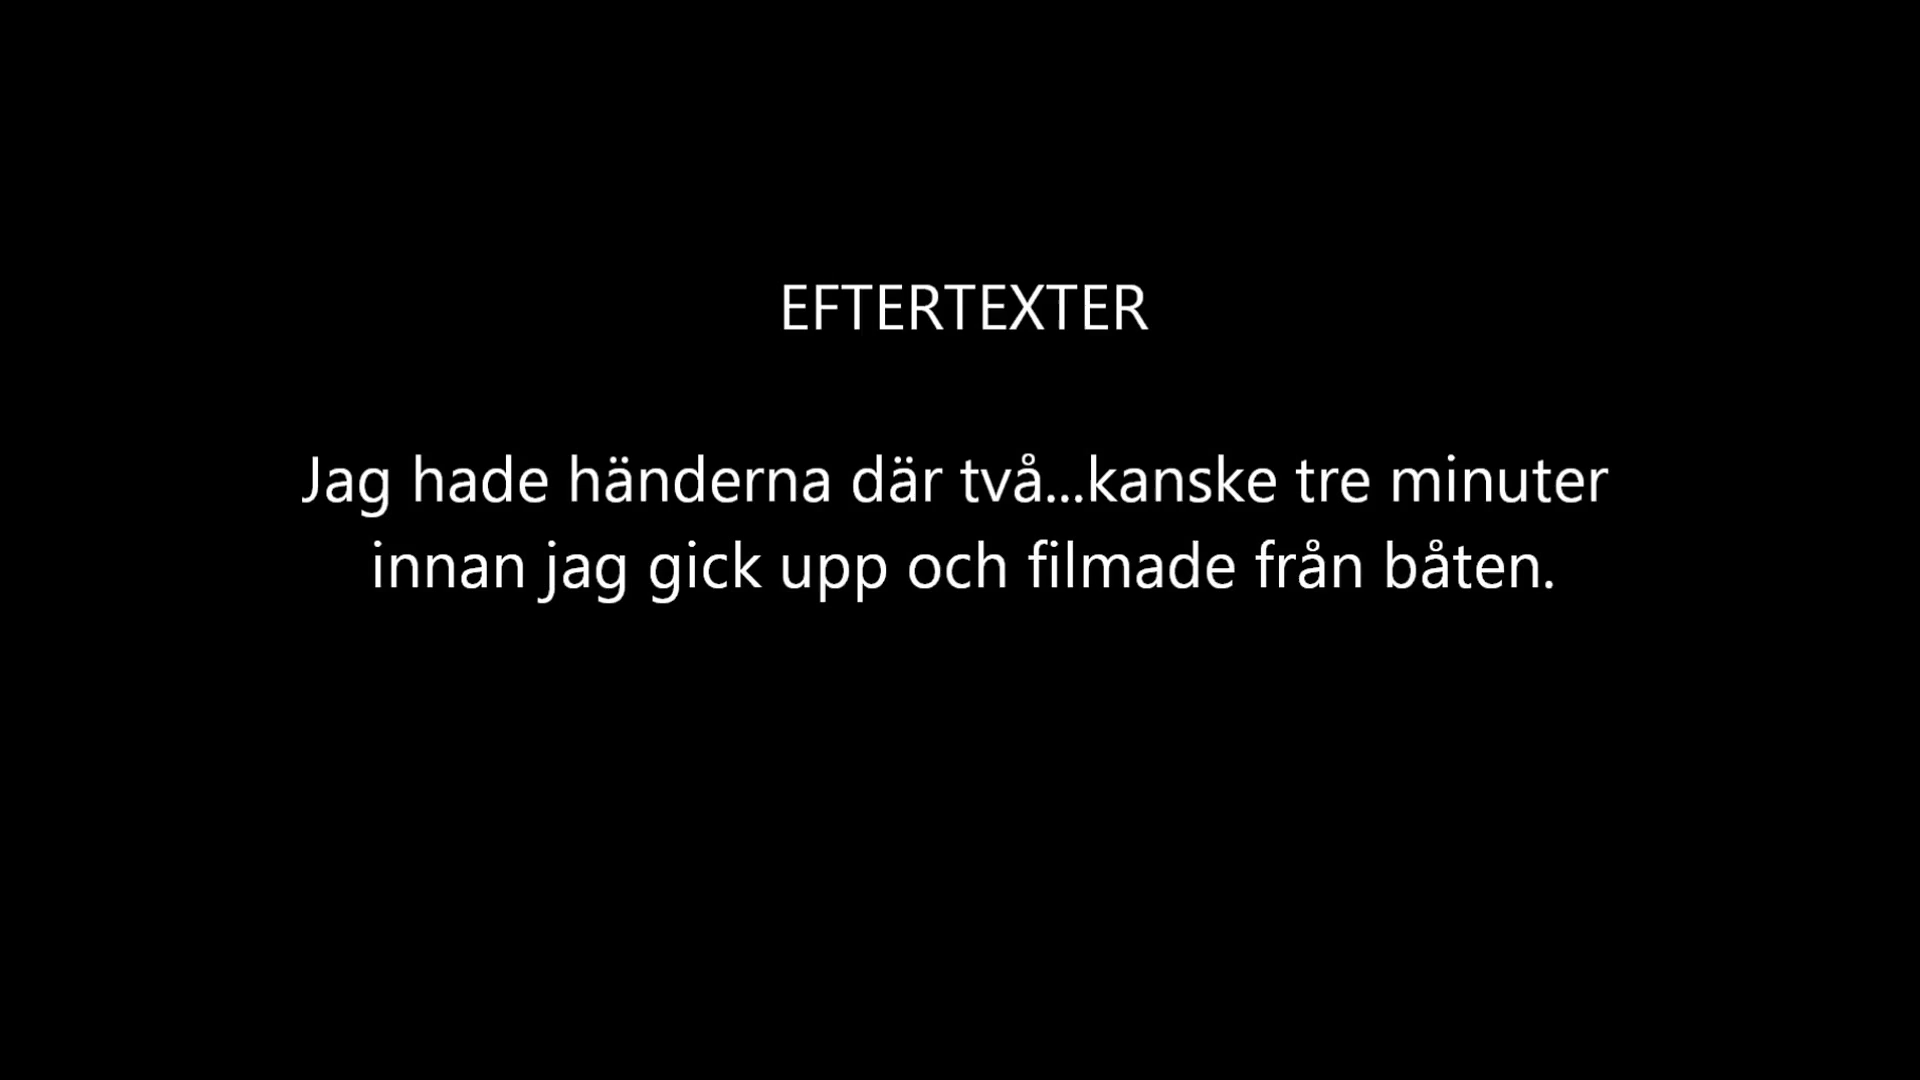 EFTERTEXTER
Jag hade händerna där två...kanske tre minuter
innan jag gick upp och filmade från båten.